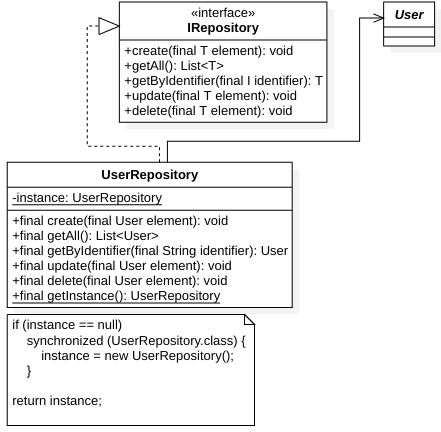 «interface»
IRepository
+create(final T element): void
+getAll(): List<T>
+getByIdentifier(final I identifier): T
+update(final T element): void
+delete(final T element): void
User
UserRepository
-instance: UserRepository
+final create(final User element): void
+final getAll(): List<User>
+final getByIdentifier(final String identifier): User
+final update(final User element): void
+final delete(final User element): void
+final getInstance(): UserRepository
if (instance == null)
synchronized (UserRepository.class) {
instance = new UserRepository();
}
return instance;